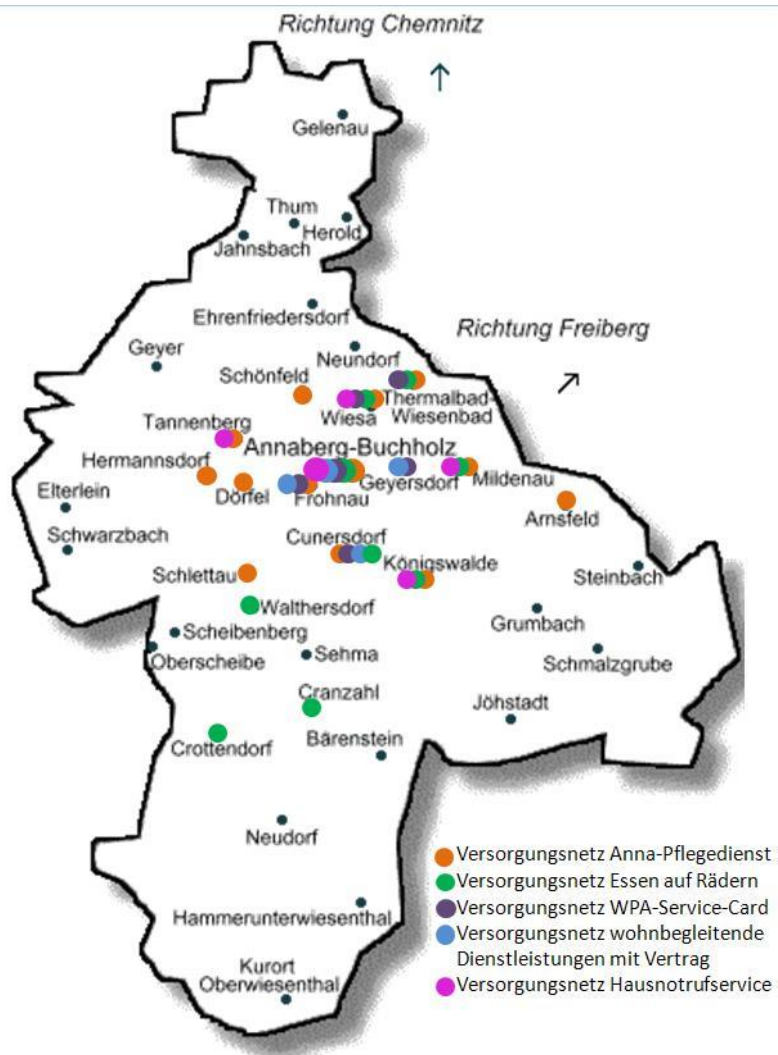 Richtung Chemnitz
Gelenau
Thum
Herold
Jahnsbach
Ehrenfriedersdorf
Richtung Freiberg
Geyer
Neundorf
Schönfeld
Thermalbad-
Wiesenbad
Wiesa
Tannenberg
Annaberg-Buchholz
Hermannsdorf
Geyersdorf
Mildenau
Elterlein
Dörfel
Frohnau
Arnsfeld
Schwarzbach
Cunersdorf
Königswalde
Schlettau
Steinbach
Walthersdorf
Grumbach
Scheibenberg
Oberscheibe
Sehma
Schmalzgrube
Cranzahl
Jöhstadt
Crottendorf
Bärenstein
Neudorf
Hammerunterwiesenthal
Kurort
Oberwiesenthal
Versorgungsnetz Anna-Pflegedienst
Versorgungsnetz Essen auf Rädern
Versorgungsnetz WPA-Service-Card
Versorgungsnetz wohnbegleitende
Dienstleistungen mit Vertrag
Versorgungsnetz Hausnotrufservice